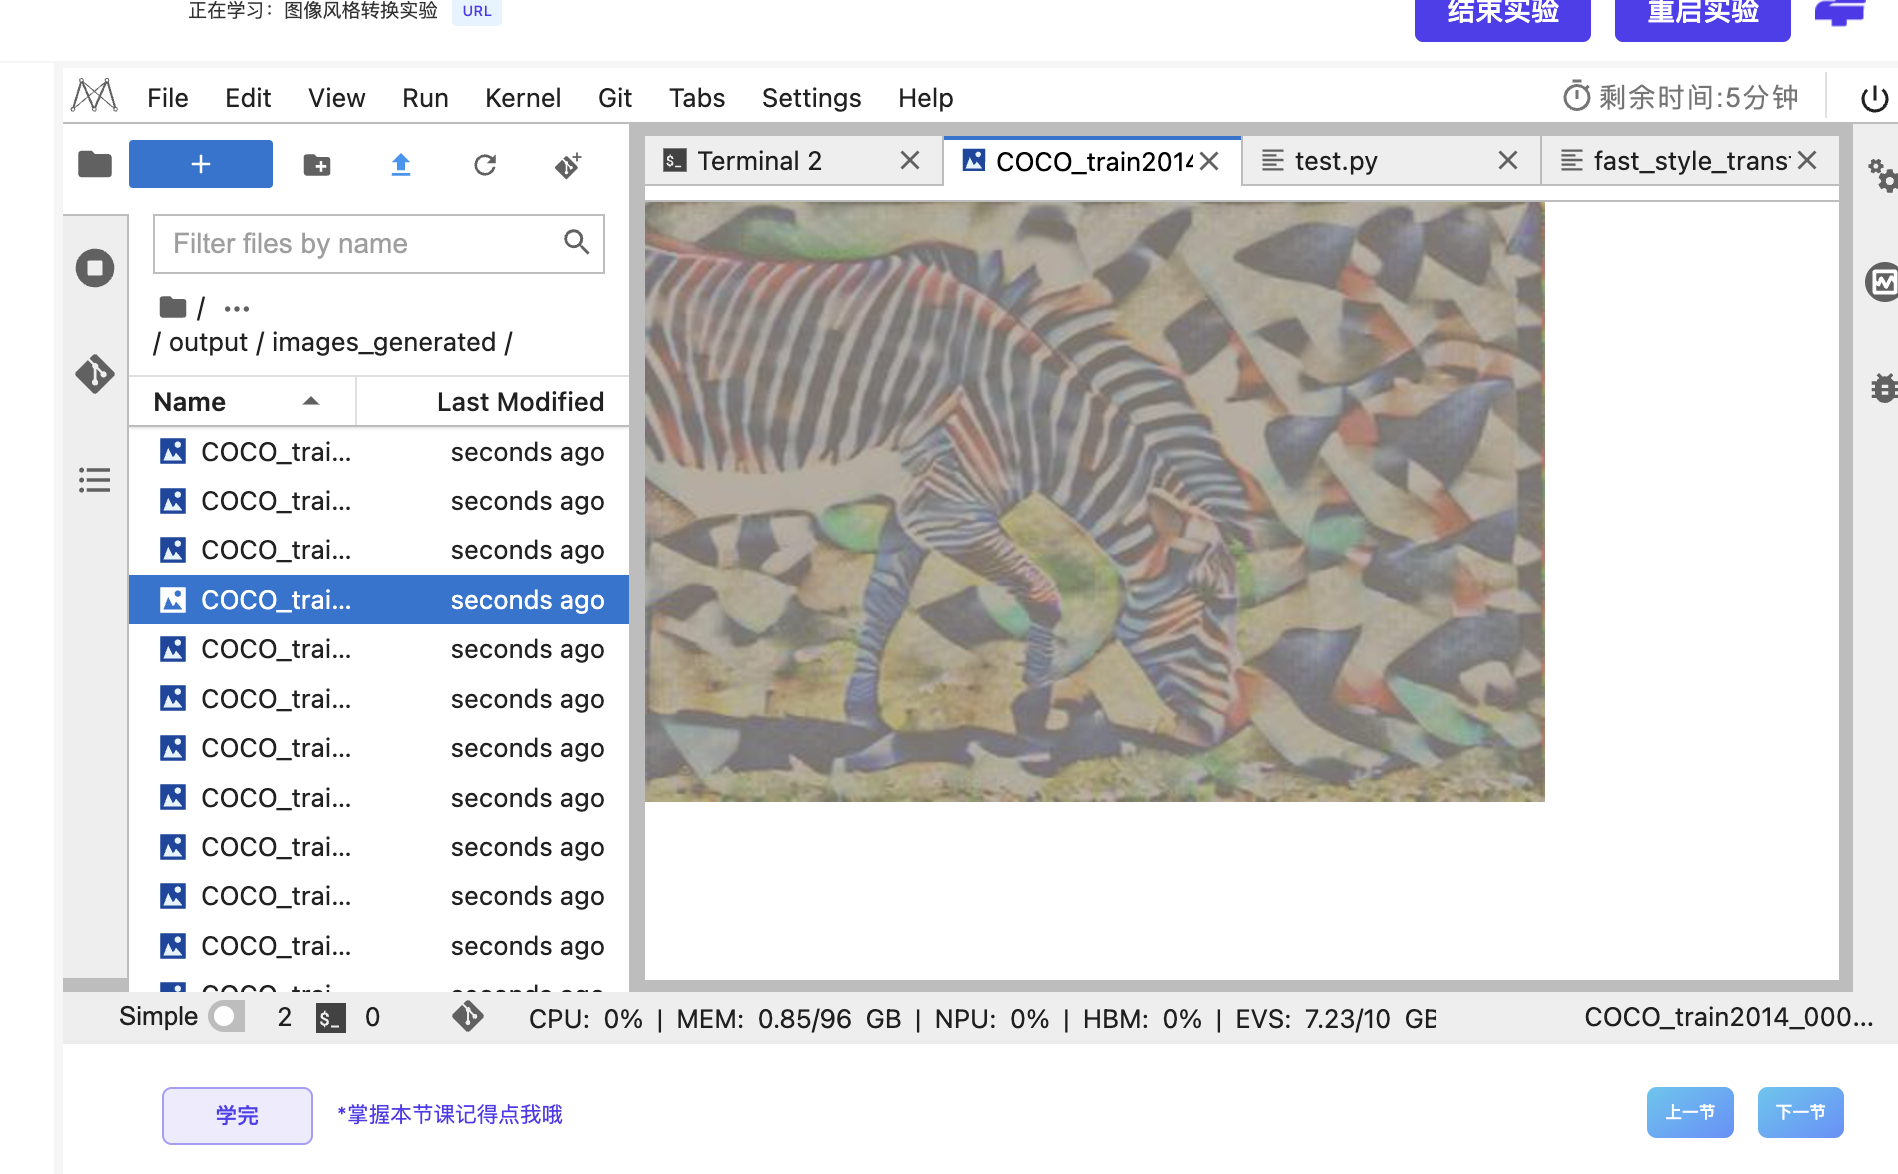 正在学习：图像风格转换实验 URL
结束实验 重启实验
File Edit View Run Kernel Git Tabs Settings Help 剩余时间:5分钟
Terminal 2 COCO_train2014 test.py fast_style_trans
Filter files by name
/ ...
/ output / images_generated /
Name Last Modified
COCO_trai... seconds ago
COCO_trai... seconds ago
COCO_trai... seconds ago
COCO_trai... seconds ago
COCO_trai... seconds ago
COCO_trai... seconds ago
COCO_trai... seconds ago
COCO_trai... seconds ago
COCO_trai... seconds ago
COCO_trai... seconds ago
COCO_trai... seconds ago
COCO_trai... seconds ago
Simple 2 $_ 0 CPU: 0% | MEM: 0.85/96 GB | NPU: 0% | HBM: 0% | EVS: 7.23/10 GB COCO_train2014_000...
学完 *掌握本节课记得点我哦 上一节 下一节